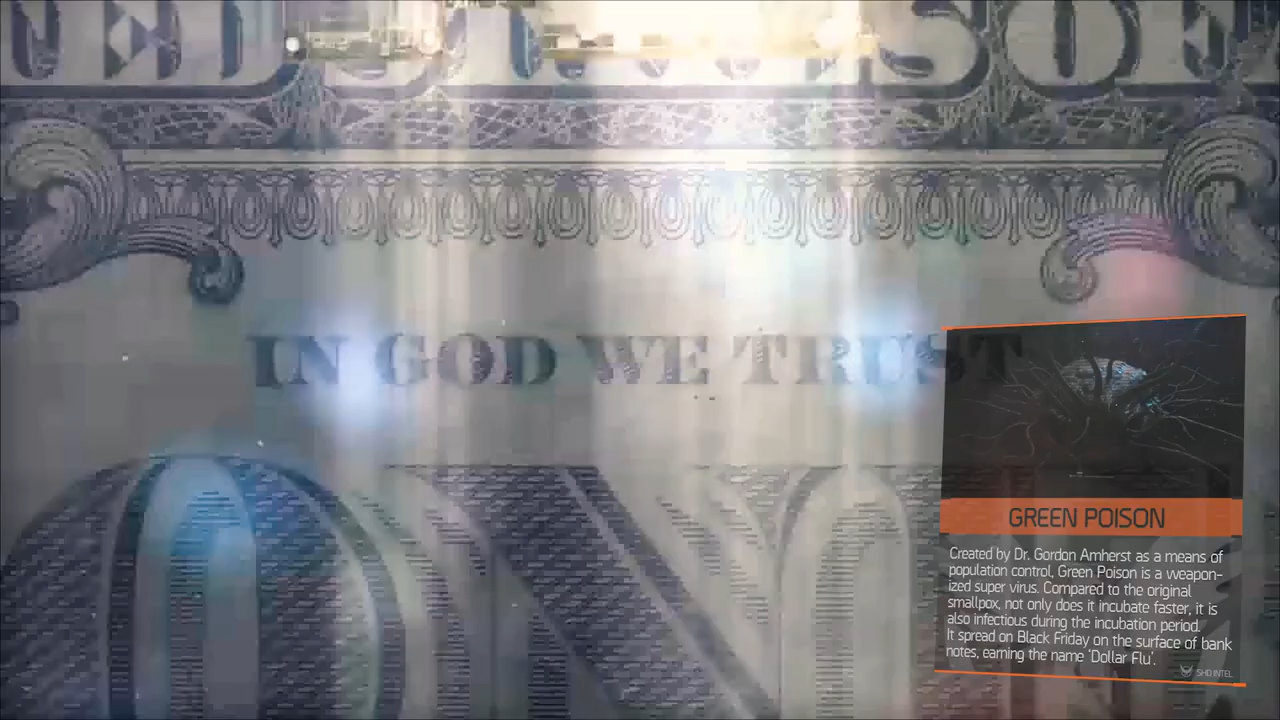 IN GOD WE TRUST
ON
GREEN POISON
Created by Dr. Gordon Amherst as a means of
population control, Green Poison is a weapon-
ized super virus. Compared to the original
smallpox, not only does it incubate faster, it is
also infectious during the incubation period.
It spread on Black Friday on the surface of bank
notes, earning the name 'Dollar Flu'.
SHD INTEL